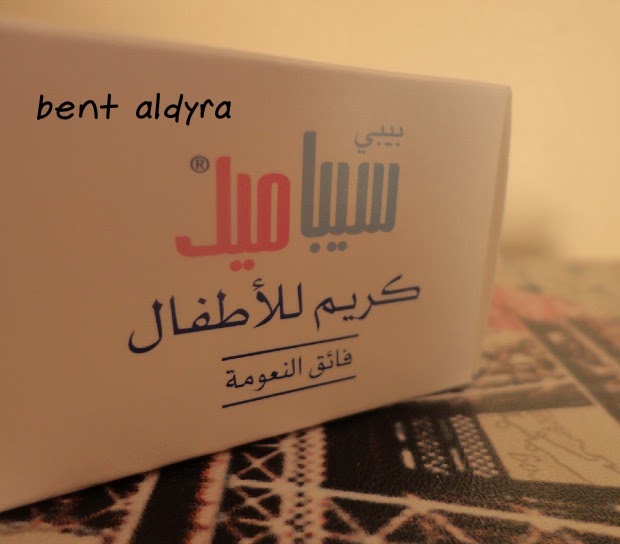 bent aldyra
بيبي
سيباميد®
كريم للأطفال
فائق النعومة